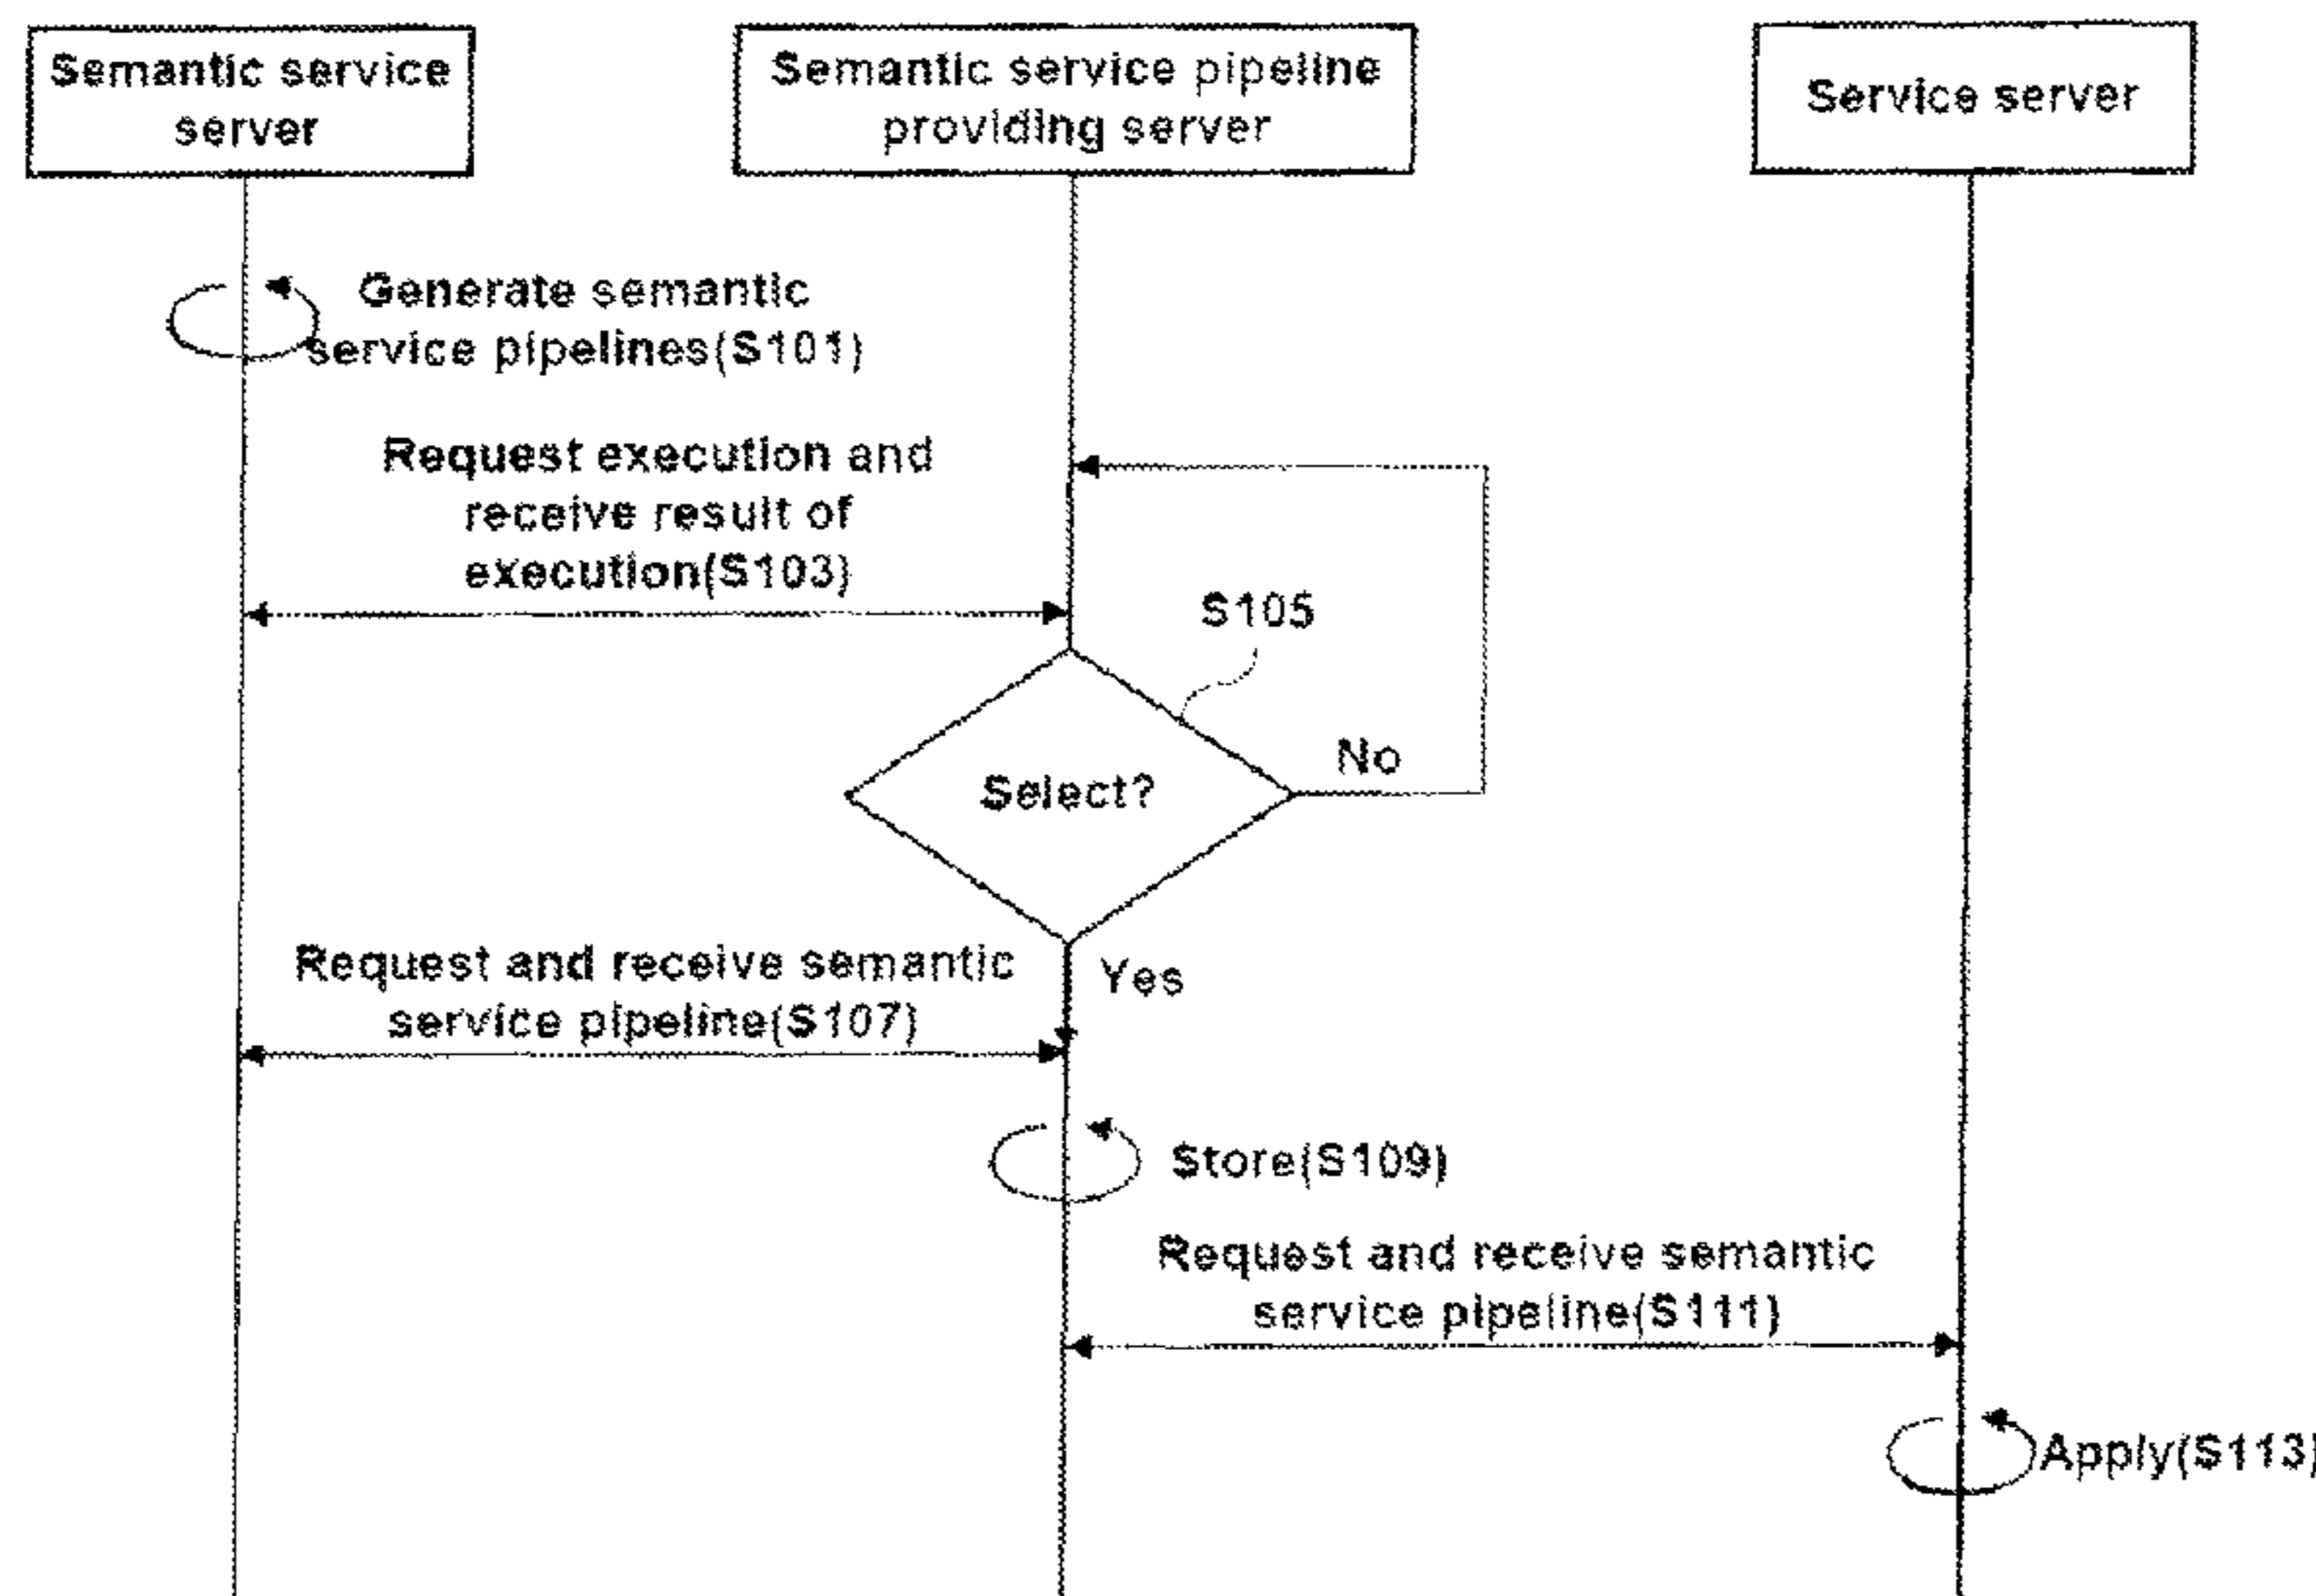 Semantic service
server
Semantic service pipeline
providing server
Service server
Generate semantic
service pipelines(S101)
Request execution and
receive result of
execution(S103)
S105
Select?
No
Yes
Request and receive semantic
service pipeline(S107)
Store(S109)
Request and receive semantic
service pipeline(S111)
Apply(S113)